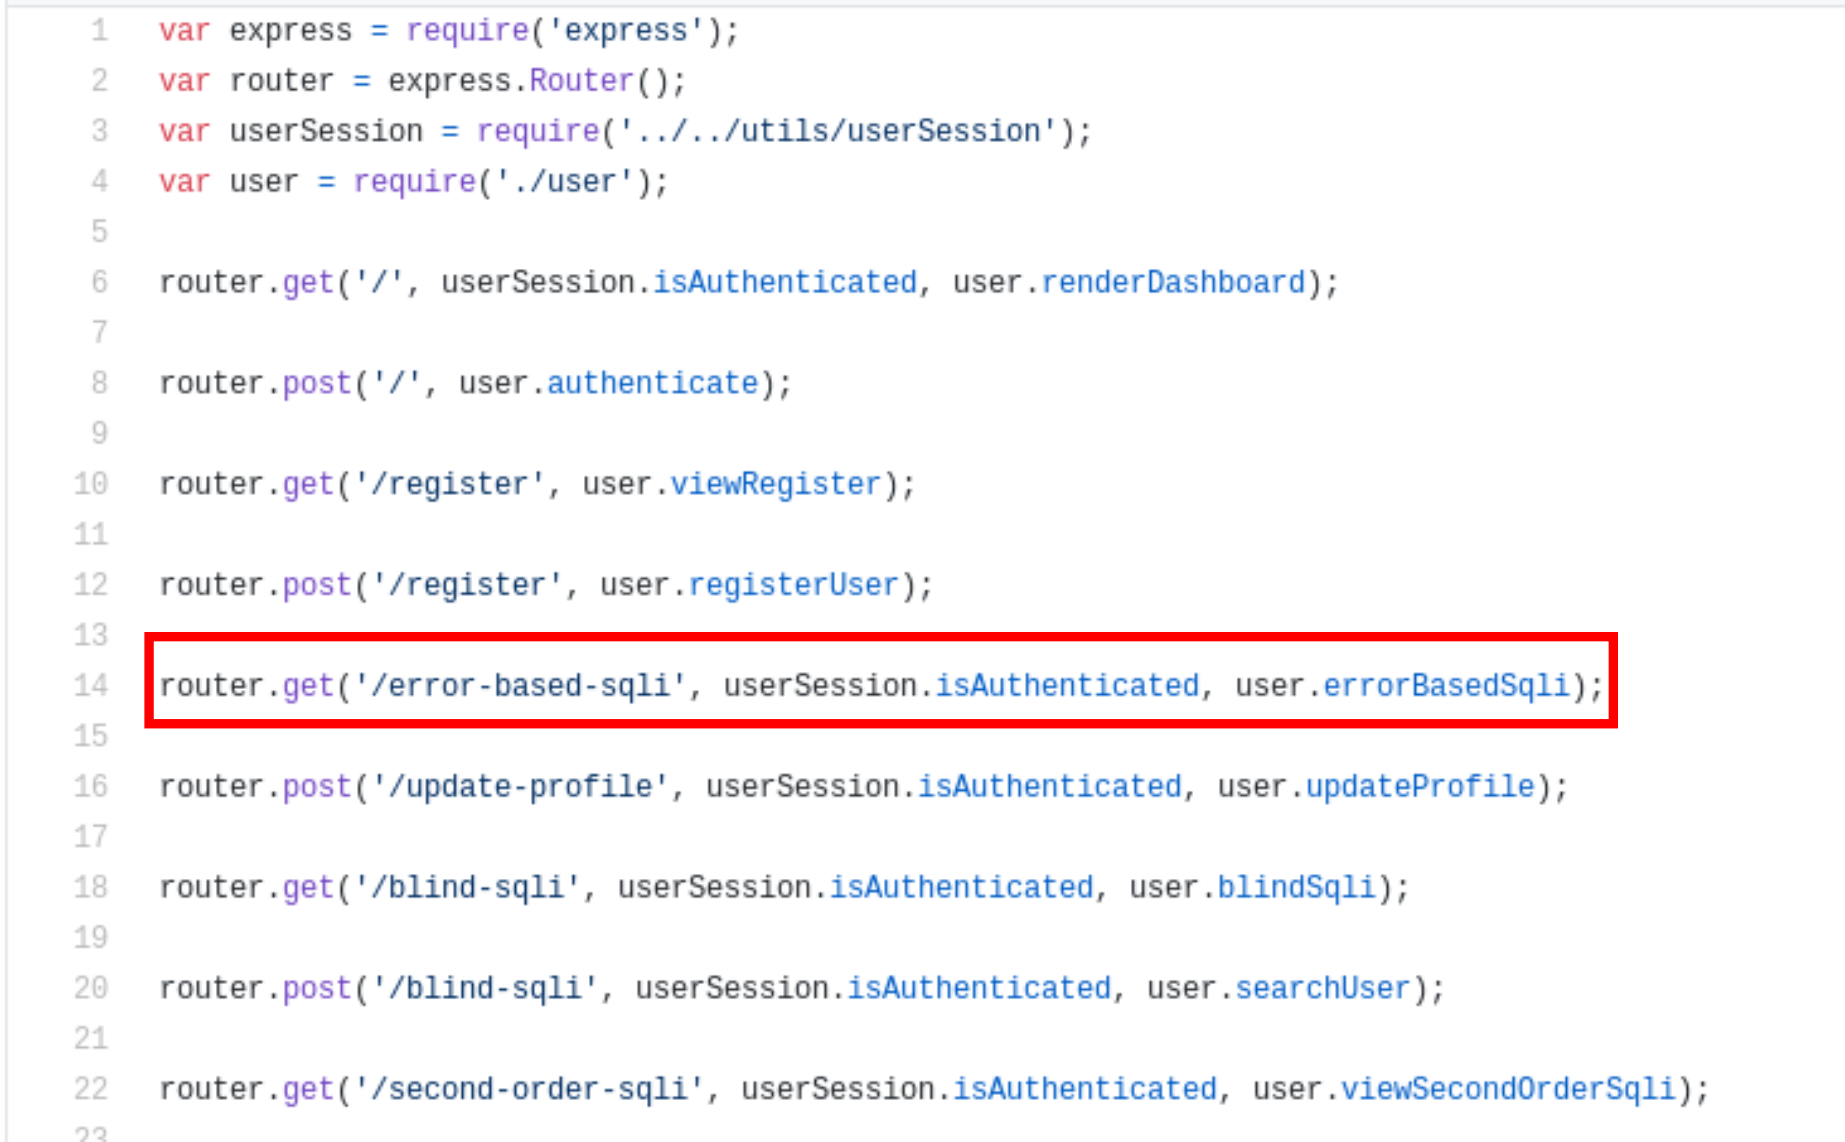 1 var express = require('express');
2 var router = express.Router();
3 var userSession = require('../../utils/userSession');
4 var user = require('./user');
5
6 router.get('/', userSession.isAuthenticated, user.renderDashboard);
7
8 router.post('/', user.authenticate);
9
10 router.get('/register', user.viewRegister);
11
12 router.post('/register', user.registerUser);
13
14 router.get('/error-based-sqli', userSession.isAuthenticated, user.errorBasedSqli);
15
16 router.post('/update-profile', userSession.isAuthenticated, user.updateProfile);
17
18 router.get('/blind-sqli', userSession.isAuthenticated, user.blindSqli);
19
20 router.post('/blind-sqli', userSession.isAuthenticated, user.searchUser);
21
22 router.get('/second-order-sqli', userSession.isAuthenticated, user.viewSecondOrderSqli);
23